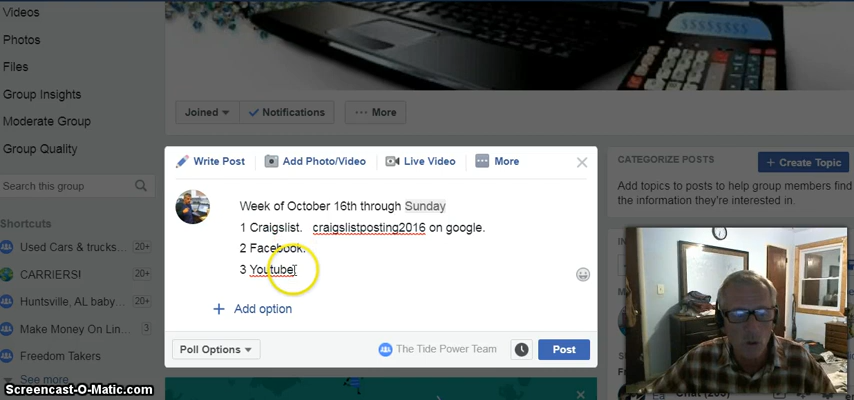 Videos
Photos
Files
Group Insights
Moderate Group
Group Quality
Search this group
Shortcuts
Used Cars & trucks... 20+
CARRIERS! 20+
Huntsville, AL baby... 20+
Make Money On Lin... 3
Freedom Takers
See more
Joined
Notifications
More
Write Post
Add Photo/Video
Live Video
More
Week of October 16th through Sunday
1 Craigslist. craigslistposting2016 on google.
2 Facebook.
3 Youtube
Add option
Poll Options
The Tide Power Team
Post
CATEGORIZE POSTS
+ Create Topic
Add topics to posts to help group members find
the information they're interested in.
Screencast-O-Matic.com